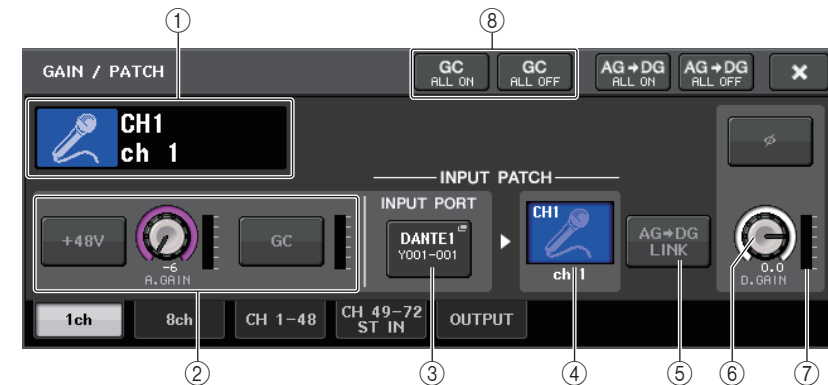 ① ⑧
GAIN / PATCH
GC ALL ON
GC ALL OFF
AG➔DG ALL ON
AG➔DG ALL OFF
×
CH1
ch 1
ø
INPUT PATCH
INPUT PORT
+48V
-6
A.GAIN
GC
DANTE1
Y001-001
CH1
ch 1
AG➔DG
LINK
0.0
D.GAIN
1ch
8ch
CH 1-48
CH 49-72
ST IN
OUTPUT
② ③ ④ ⑤ ⑥ ⑦